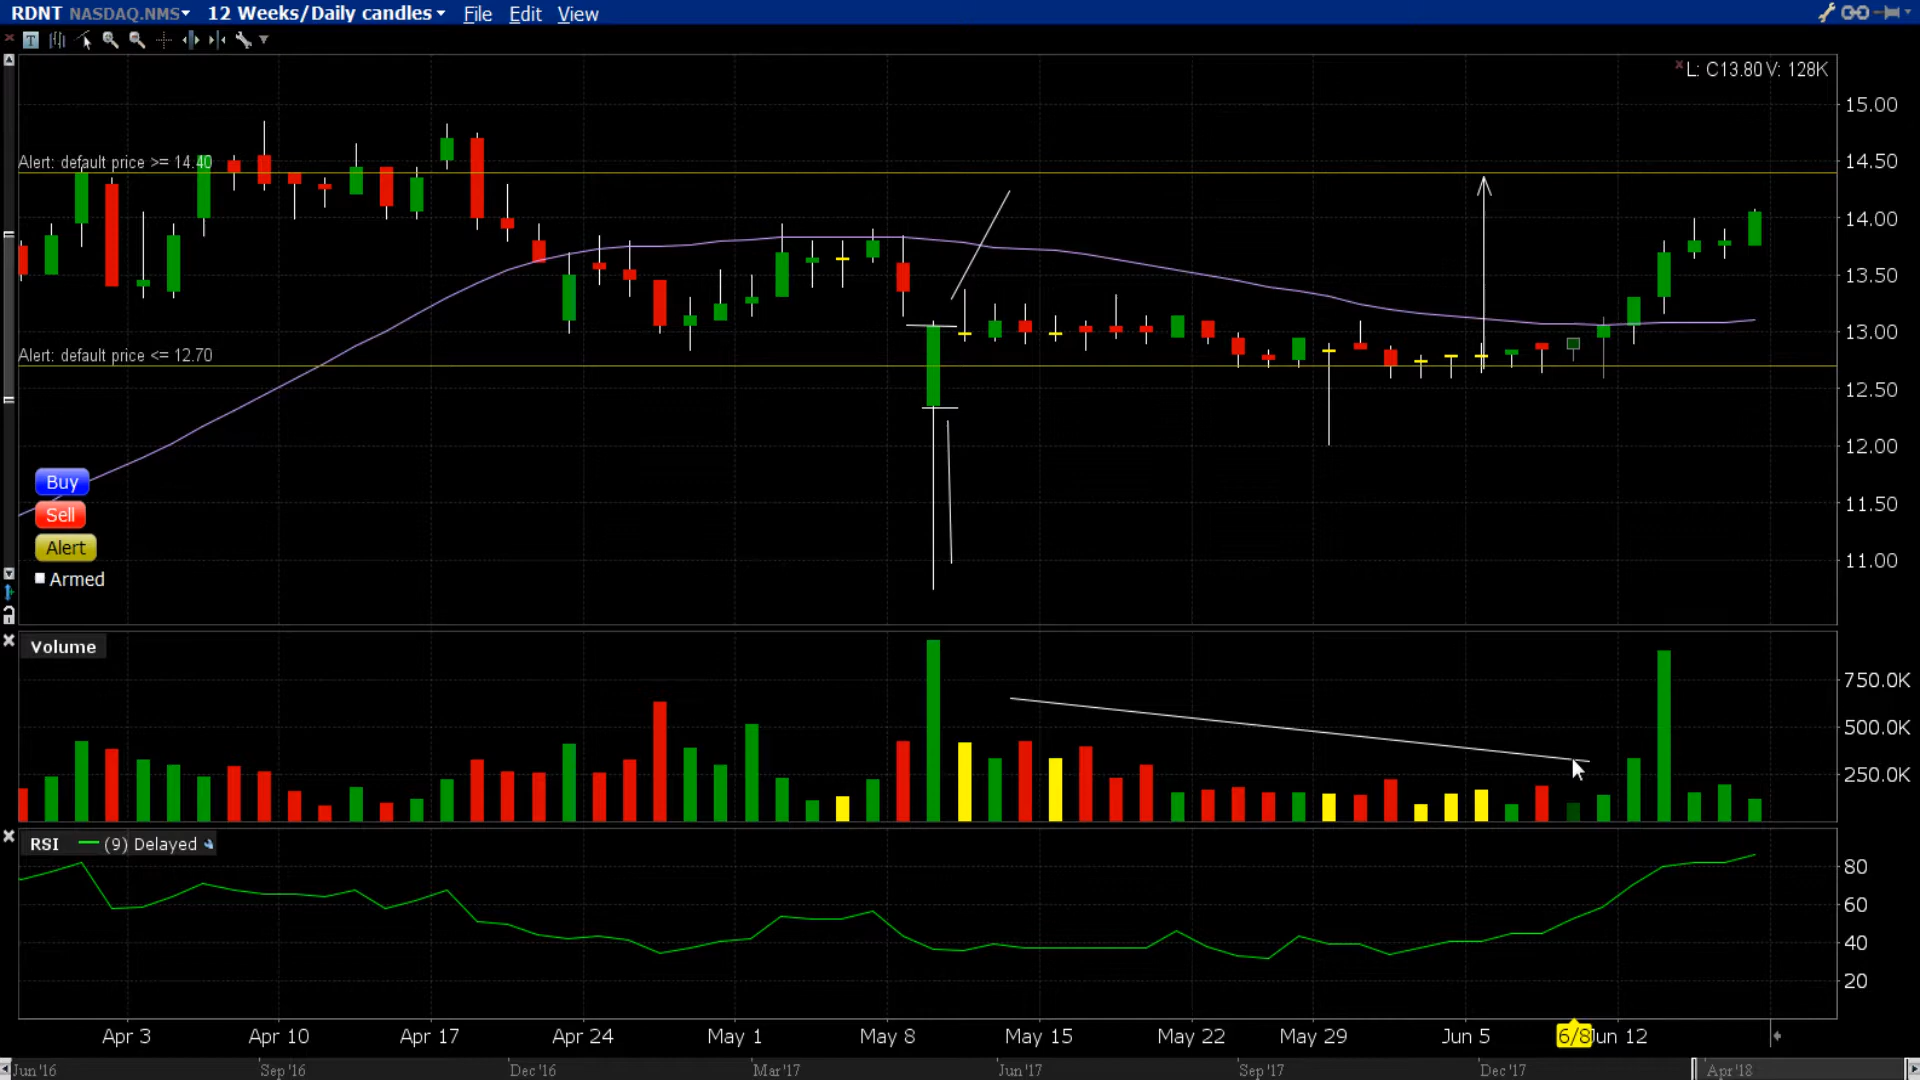 RDNT NASDAQ.NMS 12 Weeks/Daily candles File Edit View
L: C13.80 V: 128K
15.00
Alert: default price >= 14.40
14.50
14.00
13.50
13.00
Alert: default price <= 12.70
12.50
12.00
Buy
11.50
Sell
Alert
11.00
Armed
Volume
750.0K
500.0K
250.0K
RSI (9) Delayed
80
60
40
20
Apr 3 Apr 10 Apr 17 Apr 24 May 1 May 8 May 15 May 22 May 29 Jun 5 6/8 Jun 12
Jun '16 Sep '16 Dec '16 Mar '17 Jun '17 Sep '17 Dec '17 Apr '18